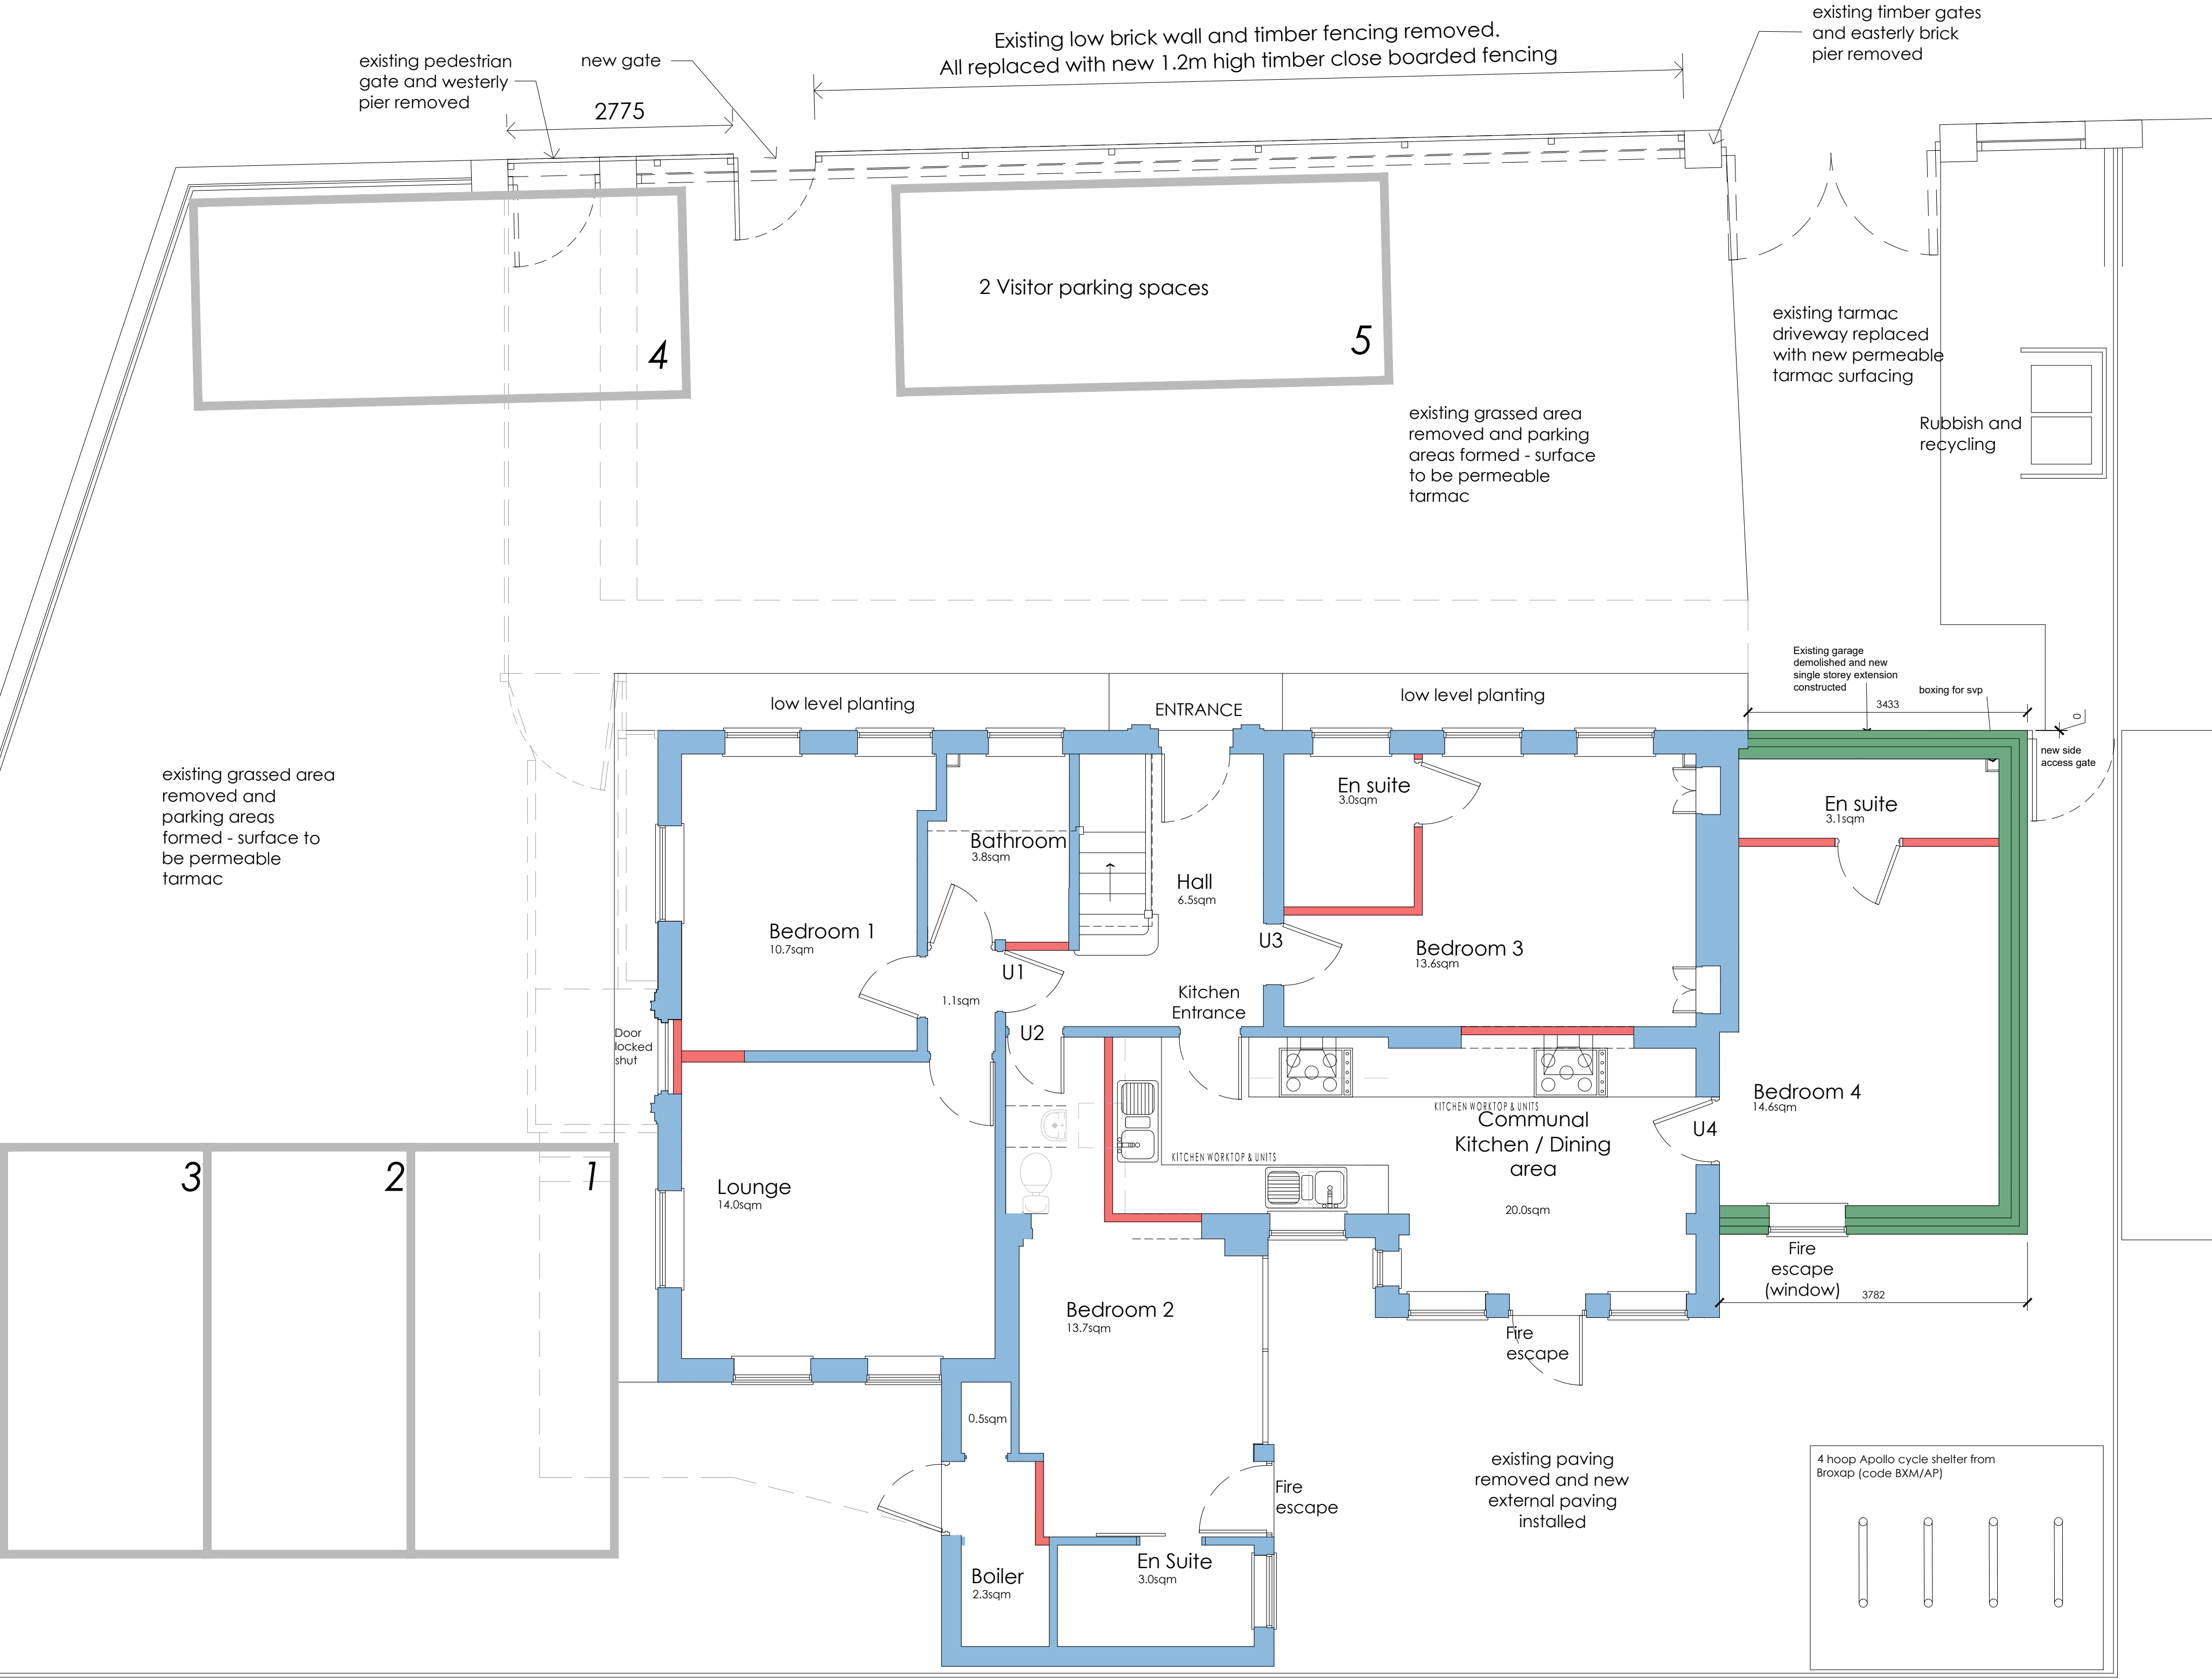 existing timber gates
and easterly brick
pier removed
Existing low brick wall and timber fencing removed.
All replaced with new 1.2m high timber close boarded fencing
existing pedestrian
gate and westerly
pier removed
new gate
2775
2 Visitor parking spaces
4
5
existing tarmac
driveway replaced
with new permeable
tarmac surfacing
Rubbish and
recycling
existing grassed area
removed and parking
areas formed - surface
to be permeable
tarmac
Existing garage
demolished and new
single storey extension
constructed
boxing for svp
3433
0
new side
access gate
low level planting
ENTRANCE
low level planting
existing grassed area
removed and
parking areas
formed - surface to
be permeable
tarmac
En suite
3.0sqm
En suite
3.1sqm
Bathroom
3.8sqm
Hall
6.5sqm
Bedroom 1
10.7sqm
U1
U3
Bedroom 3
13.6sqm
1.1sqm
Kitchen
Entrance
U2
Door
locked
shut
Bedroom 4
14.6sqm
KITCHEN WORKTOP & UNITS
Communal
Kitchen / Dining
area
20.0sqm
U4
KITCHEN WORKTOP & UNITS
3
2
1
Lounge
14.0sqm
Fire
escape
(window)
3782
Bedroom 2
13.7sqm
Fire
escape
0.5sqm
Fire
escape
existing paving
removed and new
external paving
installed
4 hoop Apollo cycle shelter from
Broxap (code BXM/AP)
Boiler
2.3sqm
En Suite
3.0sqm